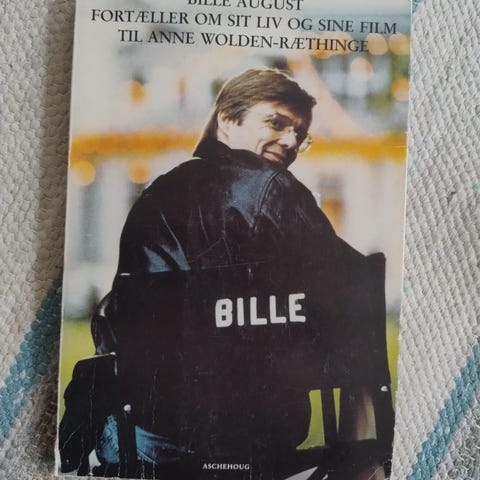 BILLE AUGUST
FORTÆLLER OM SIT LIV OG SINE FILM
TIL ANNE WOLDEN-RÆTHINGE
BILLE
ASCHEHOUG